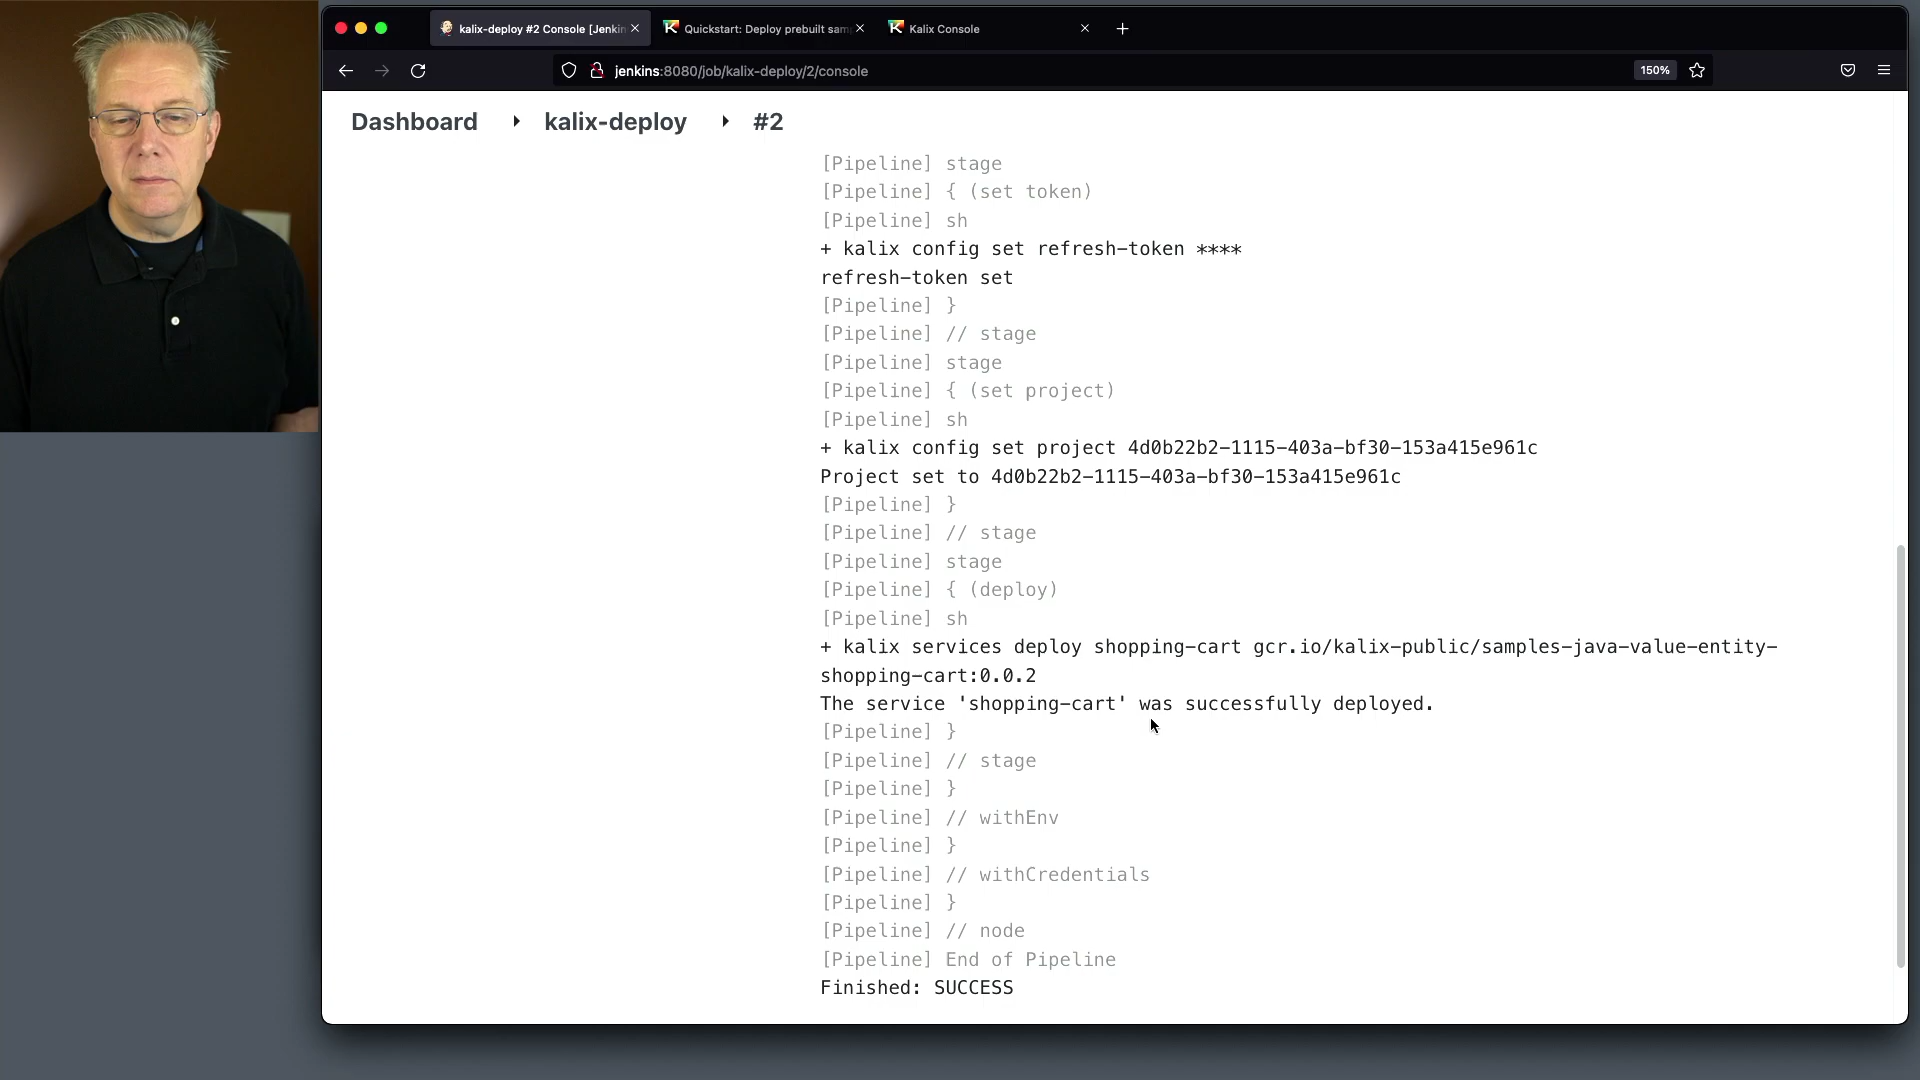 kalix-deploy #2 Console [Jenkin
Quickstart: Deploy prebuilt sam
Kalix Console
jenkins:8080/job/kalix-deploy/2/console
150%
Dashboard
kalix-deploy
#2
[Pipeline] stage
[Pipeline] { (set token)
[Pipeline] sh
+ kalix config set refresh-token ****
refresh-token set
[Pipeline] }
[Pipeline] // stage
[Pipeline] stage
[Pipeline] { (set project)
[Pipeline] sh
+ kalix config set project 4d0b22b2-1115-403a-bf30-153a415e961c
Project set to 4d0b22b2-1115-403a-bf30-153a415e961c
[Pipeline] }
[Pipeline] // stage
[Pipeline] stage
[Pipeline] { (deploy)
[Pipeline] sh
+ kalix services deploy shopping-cart gcr.io/kalix-public/samples-java-value-entity-
shopping-cart:0.0.2
The service 'shopping-cart' was successfully deployed.
[Pipeline] }
[Pipeline] // stage
[Pipeline] }
[Pipeline] // withEnv
[Pipeline] }
[Pipeline] // withCredentials
[Pipeline] }
[Pipeline] // node
[Pipeline] End of Pipeline
Finished: SUCCESS